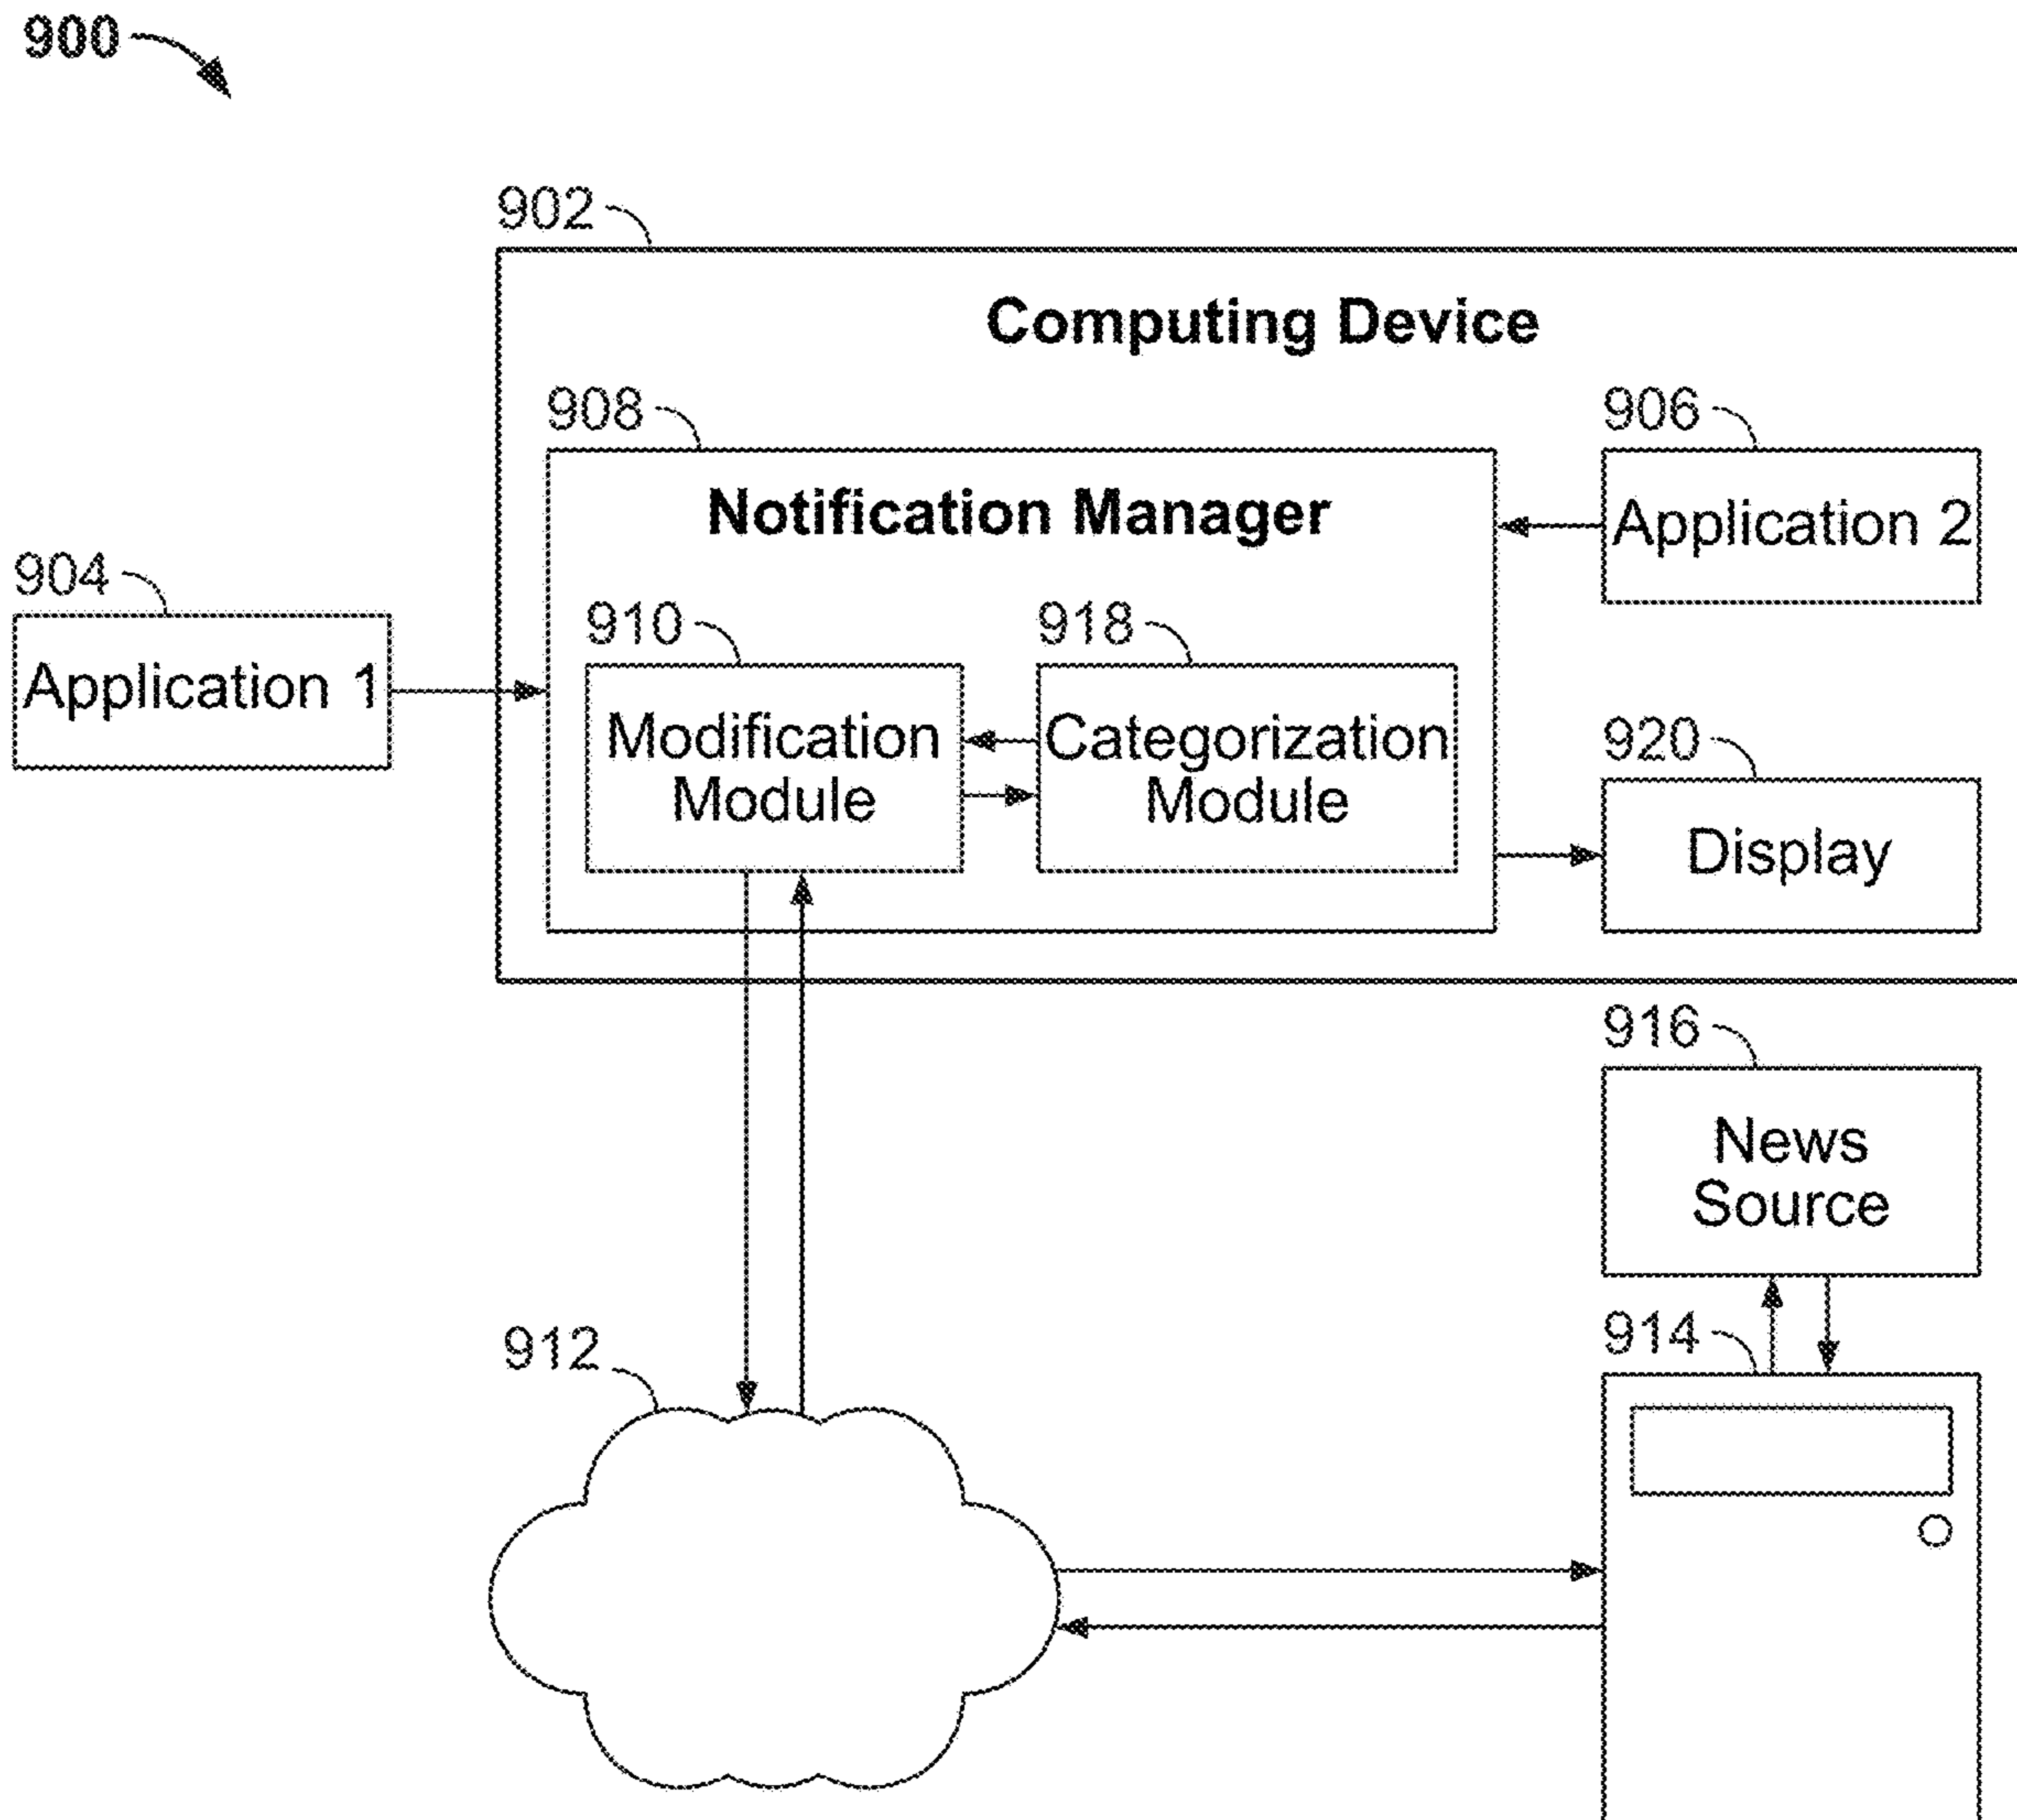 900
902
Computing Device
908
906
Notification Manager
Application 2
904
910
918
Application 1
Modification
Module
Categorization
Module
920
Display
916
News
Source
912
914